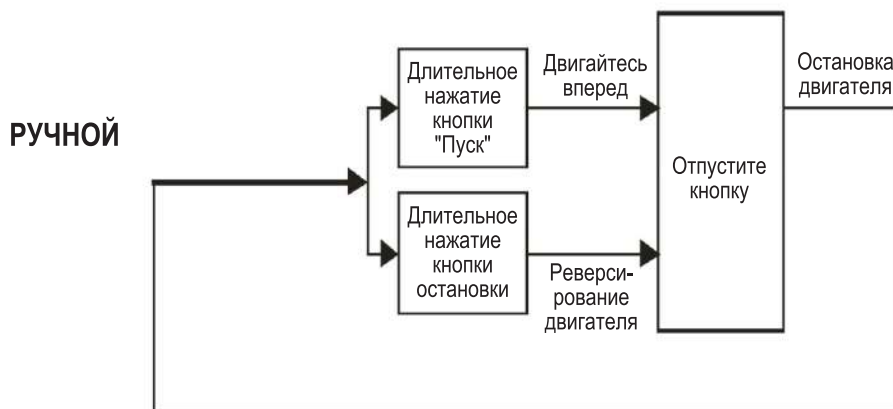 РУЧНОЙ
Длительное
нажатие
кнопки
"Пуск"
Двигайтесь
вперед
Длительное
нажатие
кнопки
остановки
Реверси-
рование
двигателя
Отпустите
кнопку
Остановка
двигателя